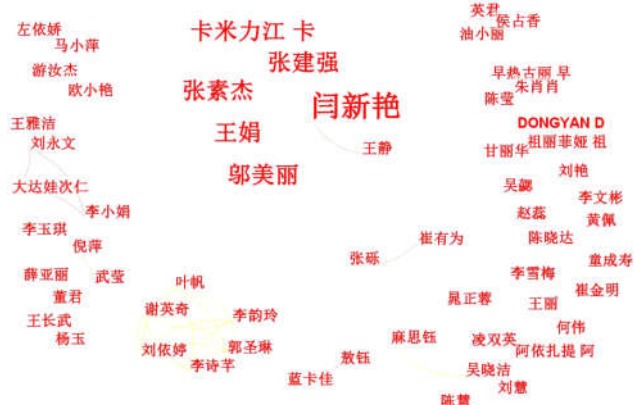 左依娇
马小萍
游汝杰
欧小艳
王雅洁
刘永文
大达娃次仁
李小娟
李玉琪
倪萍
薛亚丽
武莹
董君
王长武
杨玉
卡米力江 卡
张建强
张素杰
闫新艳
王娟
王静
邬美丽
崔有为
张砾
叶帆
谢英奇
李韵玲
刘依婷
郭圣琳
李诗芊
敖钰
蓝卡佳
麻思钰
英君
侯占香
油小丽
早热古丽 早
朱肖肖
陈莹
DONGYAN D
祖丽菲娅 祖
甘丽华
刘艳
吴勰
李文彬
赵蕊
黄佩
陈晓达
童成寿
李雪梅
崔金明
晁正蓉
王丽
何伟
凌双英
阿依扎提 阿
吴晓洁
刘慧
陈慧